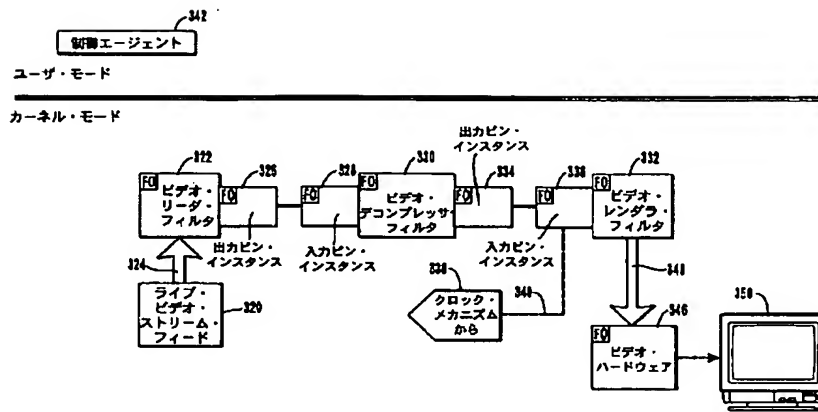 342
制御エージェント
ユーザ・モード
カーネル・モード
322
FO
ビデオ・
リーダ・
フィルタ
325
FO
出力ピン・
インスタンス
328
FO
入力ピン・
インスタンス
330
FO
ビデオ・
デコンプレッサ・
フィルタ
出力ピン・
インスタンス
334
FO
338
FO
入力ピン・
インスタンス
332
FO
ビデオ・
レンダラ・
フィルタ
324
ライブ・
ビデオ・
ストリーム・
フィード
320
クロック・
メカニズム
から
340
346
FO
ビデオ・
ハードウェア
350